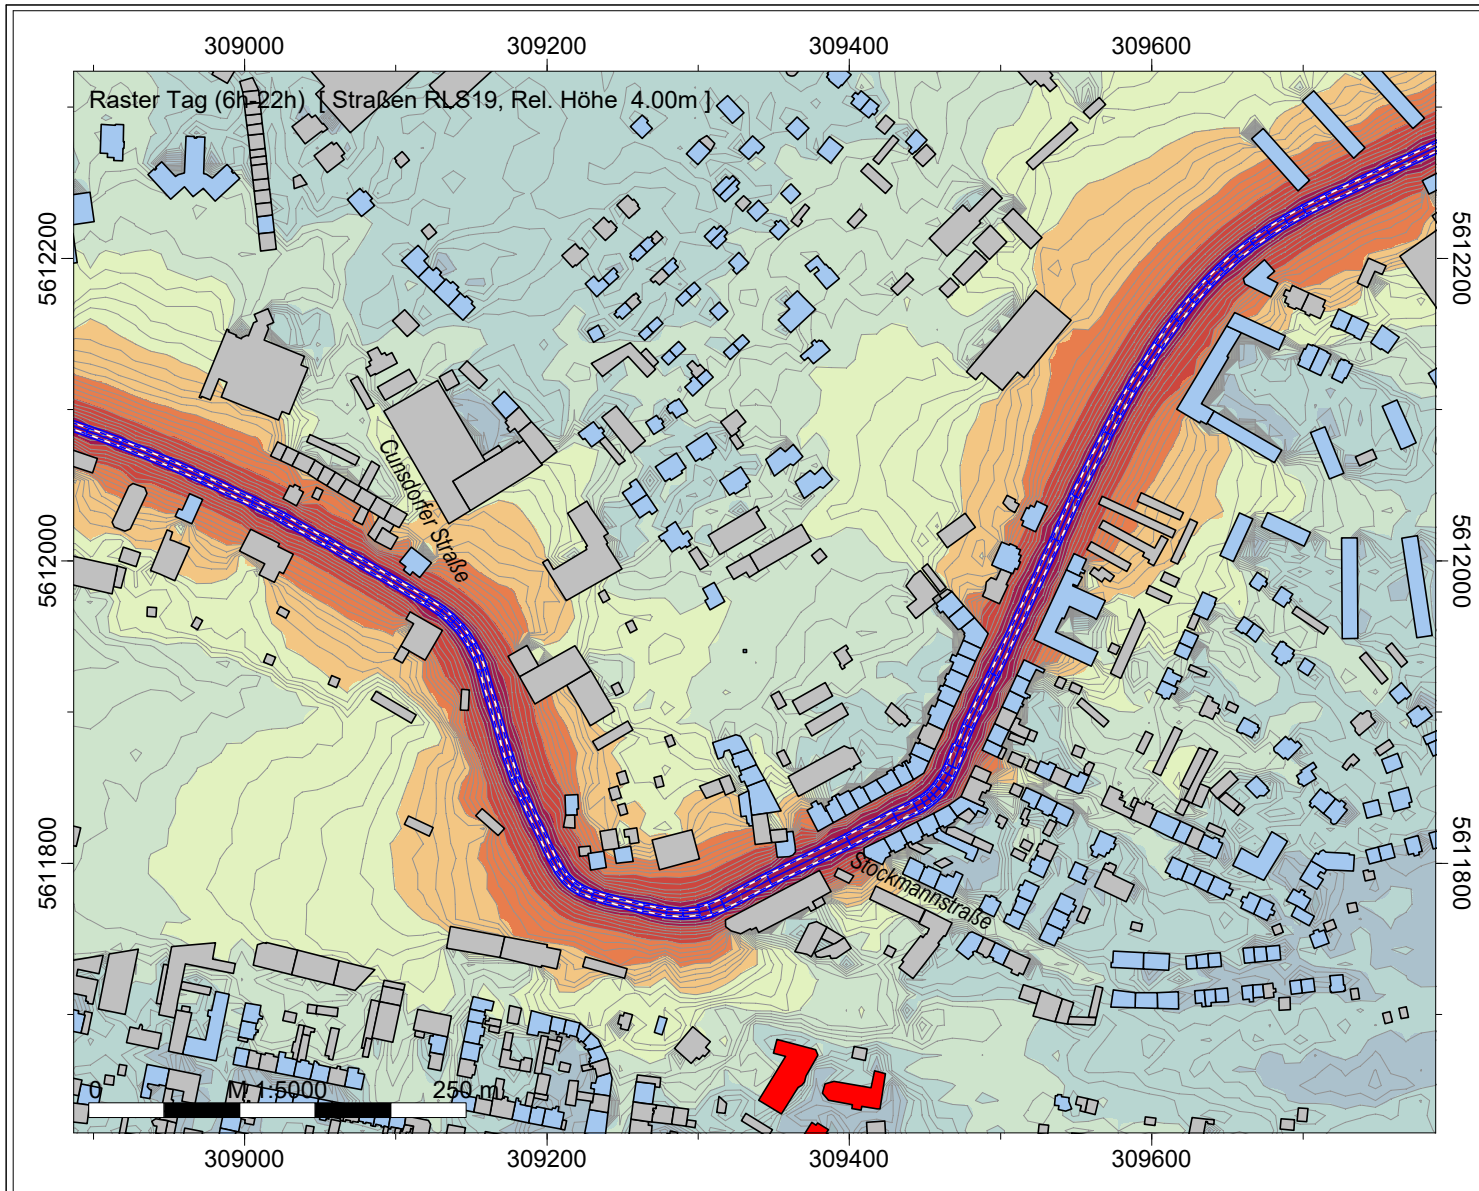 309000 309200 309400 309600
Raster Tag (6h-22h) [ Straßen RLS19, Rel. Höhe 4.00m ]
5612200 5612200
Cunsdorfer Straße
5612000 5612000
5611800 5611800
Stockmannstraße
0 M 1:5000 250 m
309000 309200 309400 309600